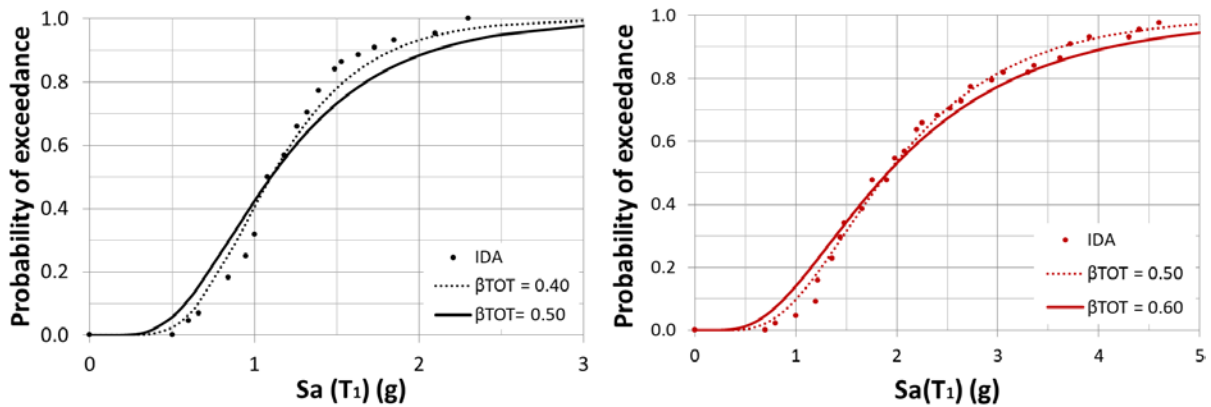 Probability of exceedance
1.0
0.8
0.6
0.4
0.2
0.0
0 1 2 3
Sa (T₁) (g)
IDA
βTOT = 0.40
βTOT= 0.50
Probability of exceedance
1.0
0.8
0.6
0.4
0.2
0.0
0 1 2 3 4 5
Sa(T₁) (g)
IDA
βTOT = 0.50
βTOT = 0.60